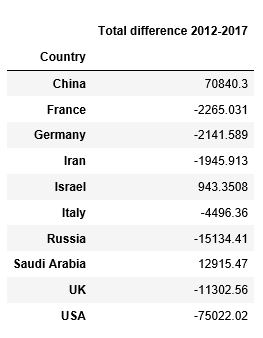 Total difference 2012-2017
Country
China 70840.3
France -2265.031
Germany -2141.589
Iran -1945.913
Israel 943.3508
Italy -4496.36
Russia -15134.41
Saudi Arabia 12915.47
UK -11302.56
USA -75022.02